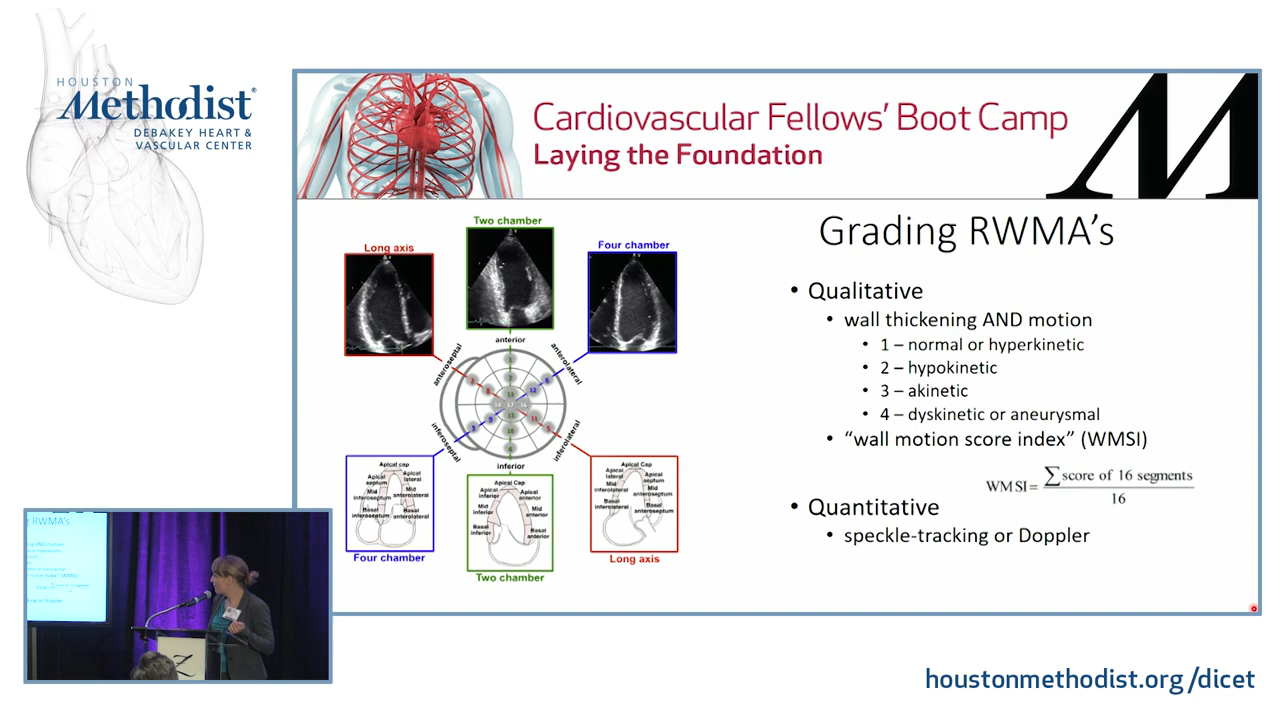 HOUSTON
Methodist®
DEBAKEY HEART &
VASCULAR CENTER
Cardiovascular Fellows' Boot Camp
Laying the Foundation
Grading RWMA's
• Qualitative
• wall thickening AND motion
• 1 – normal or hyperkinetic
• 2 – hypokinetic
• 3 – akinetic
• 4 – dyskinetic or aneurysmal
• "wall motion score index" (WMSI)
WMSI= ∑ score of 16 segments
16
• Quantitative
• speckle-tracking or Doppler
Long axis
Two chamber
Four chamber
anterior
anteroseptal
anterolateral
inferoseptal
inferolateral
inferior
Apical cap
Apical septum
Apical lateral
Mid inferoseptum
Mid anterolateral
Basal inferoseptum
Basal anterolateral
Four chamber
Apical Cap
Apical inferior
Apical anterior
Mid inferior
Mid anterior
Basal inferior
Basal anterior
Two chamber
Apical cap
Apical lateral
Apical septum
Mid inferolateral
Mid anteroseptum
Basal inferolateral
Basal anteroseptum
Long axis
RWMA's
houstonmethodist.org/dicet